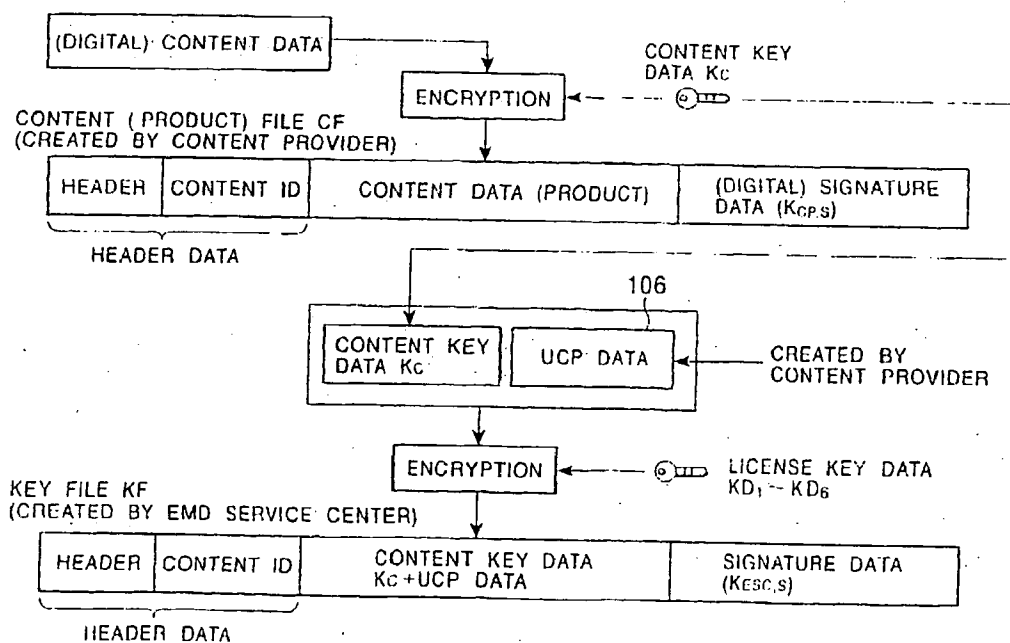 (DIGITAL) CONTENT DATA
CONTENT KEY
DATA Kc
ENCRYPTION
CONTENT (PRODUCT) FILE CF
(CREATED BY CONTENT PROVIDER)
HEADER
CONTENT ID
CONTENT DATA (PRODUCT)
(DIGITAL) SIGNATURE
DATA (KCP,S)
HEADER DATA
106
CONTENT KEY
DATA Kc
UCP DATA
CREATED BY
CONTENT PROVIDER
ENCRYPTION
LICENSE KEY DATA
KD1~KD6
KEY FILE KF
(CREATED BY EMD SERVICE CENTER)
HEADER
CONTENT ID
CONTENT KEY DATA
Kc+UCP DATA
SIGNATURE DATA
(KESC,S)
HEADER DATA